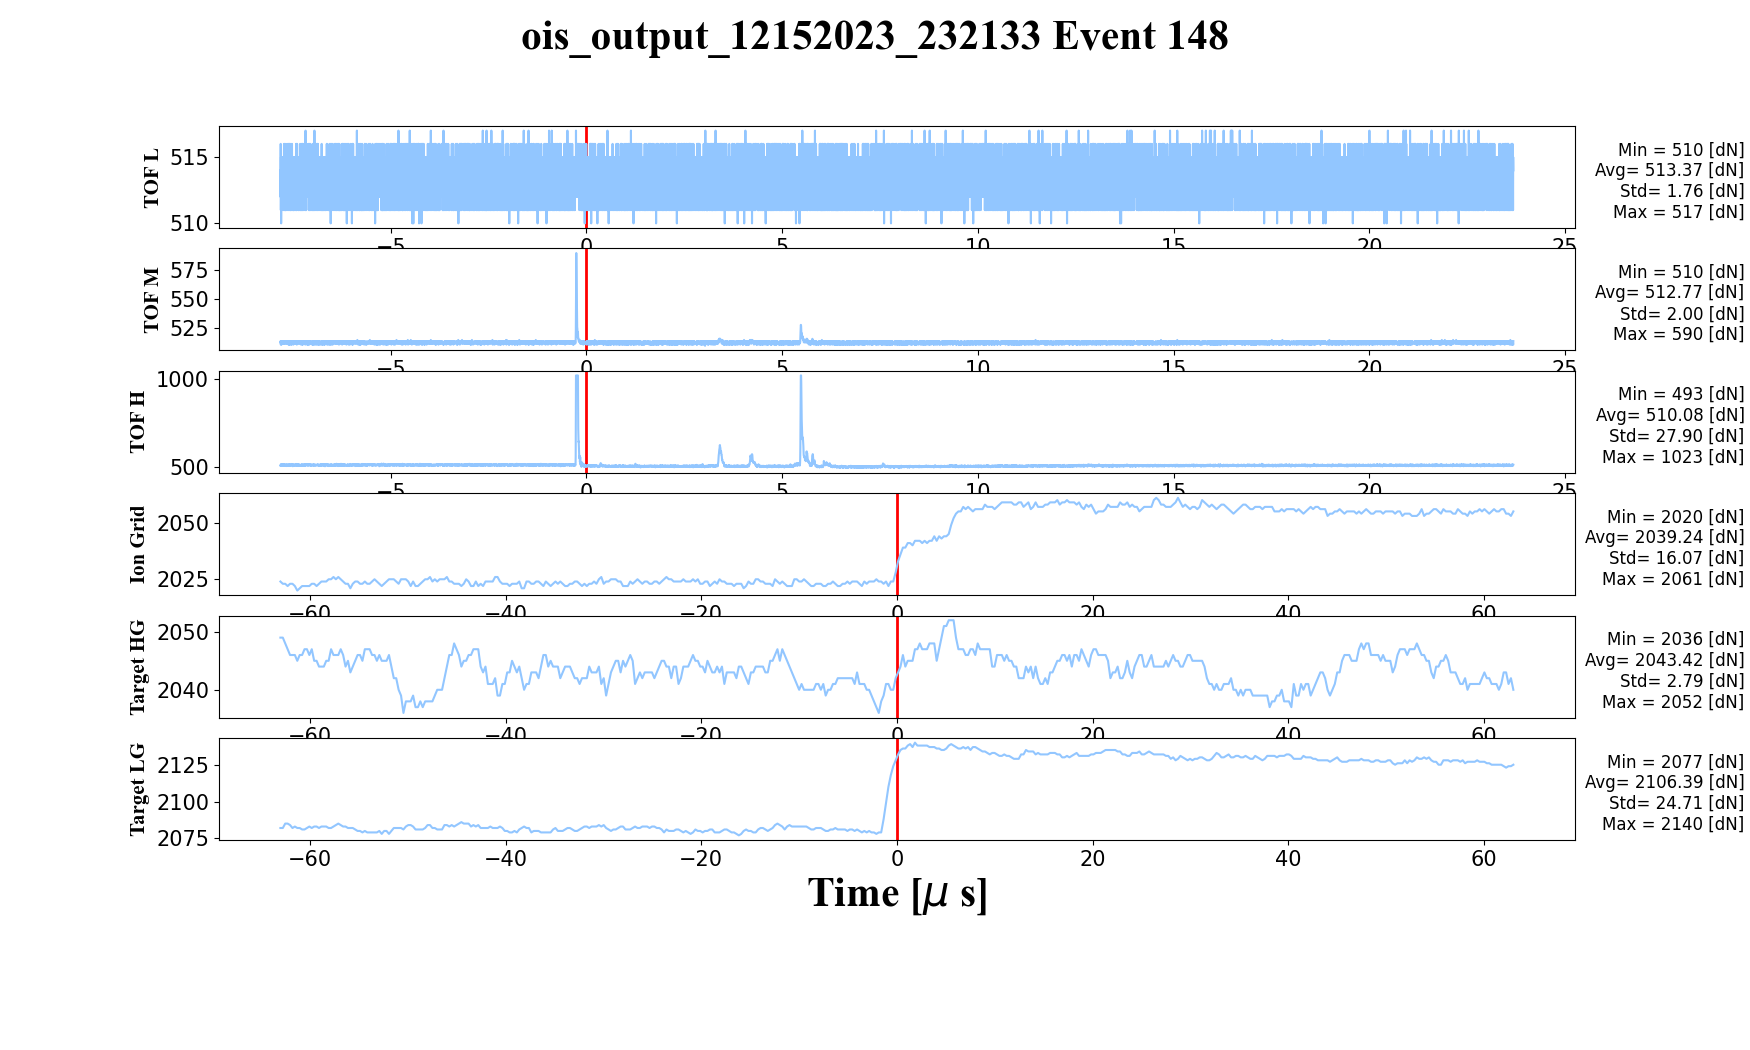 ois_output_12152023_232133 Event 148
TOF L
515
510
−5 0 5 10 15 20 25
Min = 510 [dN]
Avg= 513.37 [dN]
Std= 1.76 [dN]
Max = 517 [dN]
TOF M
575
550
525
−5 0 5 10 15 20 25
Min = 510 [dN]
Avg= 512.77 [dN]
Std= 2.00 [dN]
Max = 590 [dN]
TOF H
1000
500
−5 0 5 10 15 20 25
Min = 493 [dN]
Avg= 510.08 [dN]
Std= 27.90 [dN]
Max = 1023 [dN]
Ion Grid
2050
2025
−60 −40 −20 0 20 40 60
Min = 2020 [dN]
Avg= 2039.24 [dN]
Std= 16.07 [dN]
Max = 2061 [dN]
Target HG
2050
2040
−60 −40 −20 0 20 40 60
Min = 2036 [dN]
Avg= 2043.42 [dN]
Std= 2.79 [dN]
Max = 2052 [dN]
Target LG
2125
2100
2075
−60 −40 −20 0 20 40 60
Min = 2077 [dN]
Avg= 2106.39 [dN]
Std= 24.71 [dN]
Max = 2140 [dN]
Time [μ s]